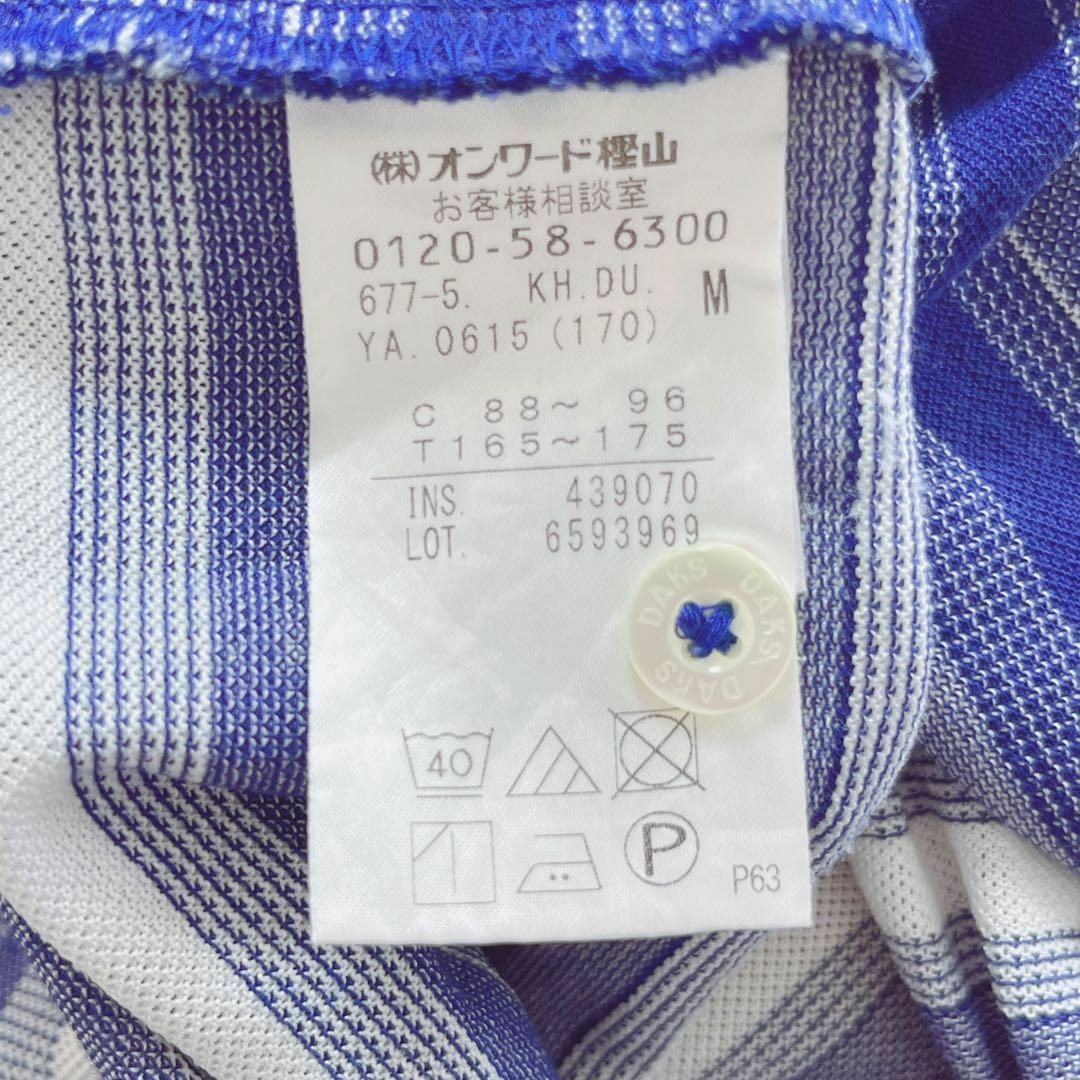 (株)オンワード樫山
お客様相談室
0120-58-6300
677-5. KH.DU. M
YA.0615(170)
C 88～ 96
T165～175
INS. 439070
LOT. 6593969
DAKS DAKS DAKS
40
P
P63